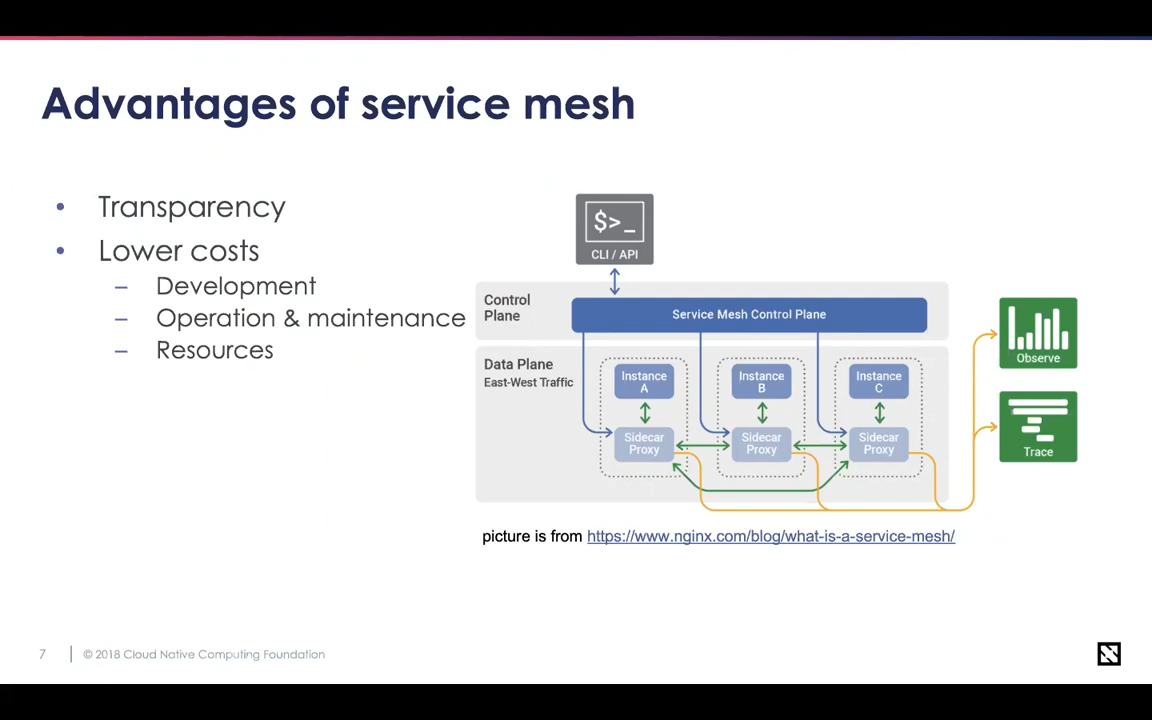 Advantages of service mesh
• Transparency
• Lower costs
– Development
– Operation & maintenance
– Resources
$>_
CLI / API
Control
Plane
Service Mesh Control Plane
Data Plane
East-West Traffic
Instance
A
Instance
B
Instance
C
Sidecar
Proxy
Sidecar
Proxy
Sidecar
Proxy
Observe
Trace
picture is from https://www.nginx.com/blog/what-is-a-service-mesh/
7
© 2018 Cloud Native Computing Foundation